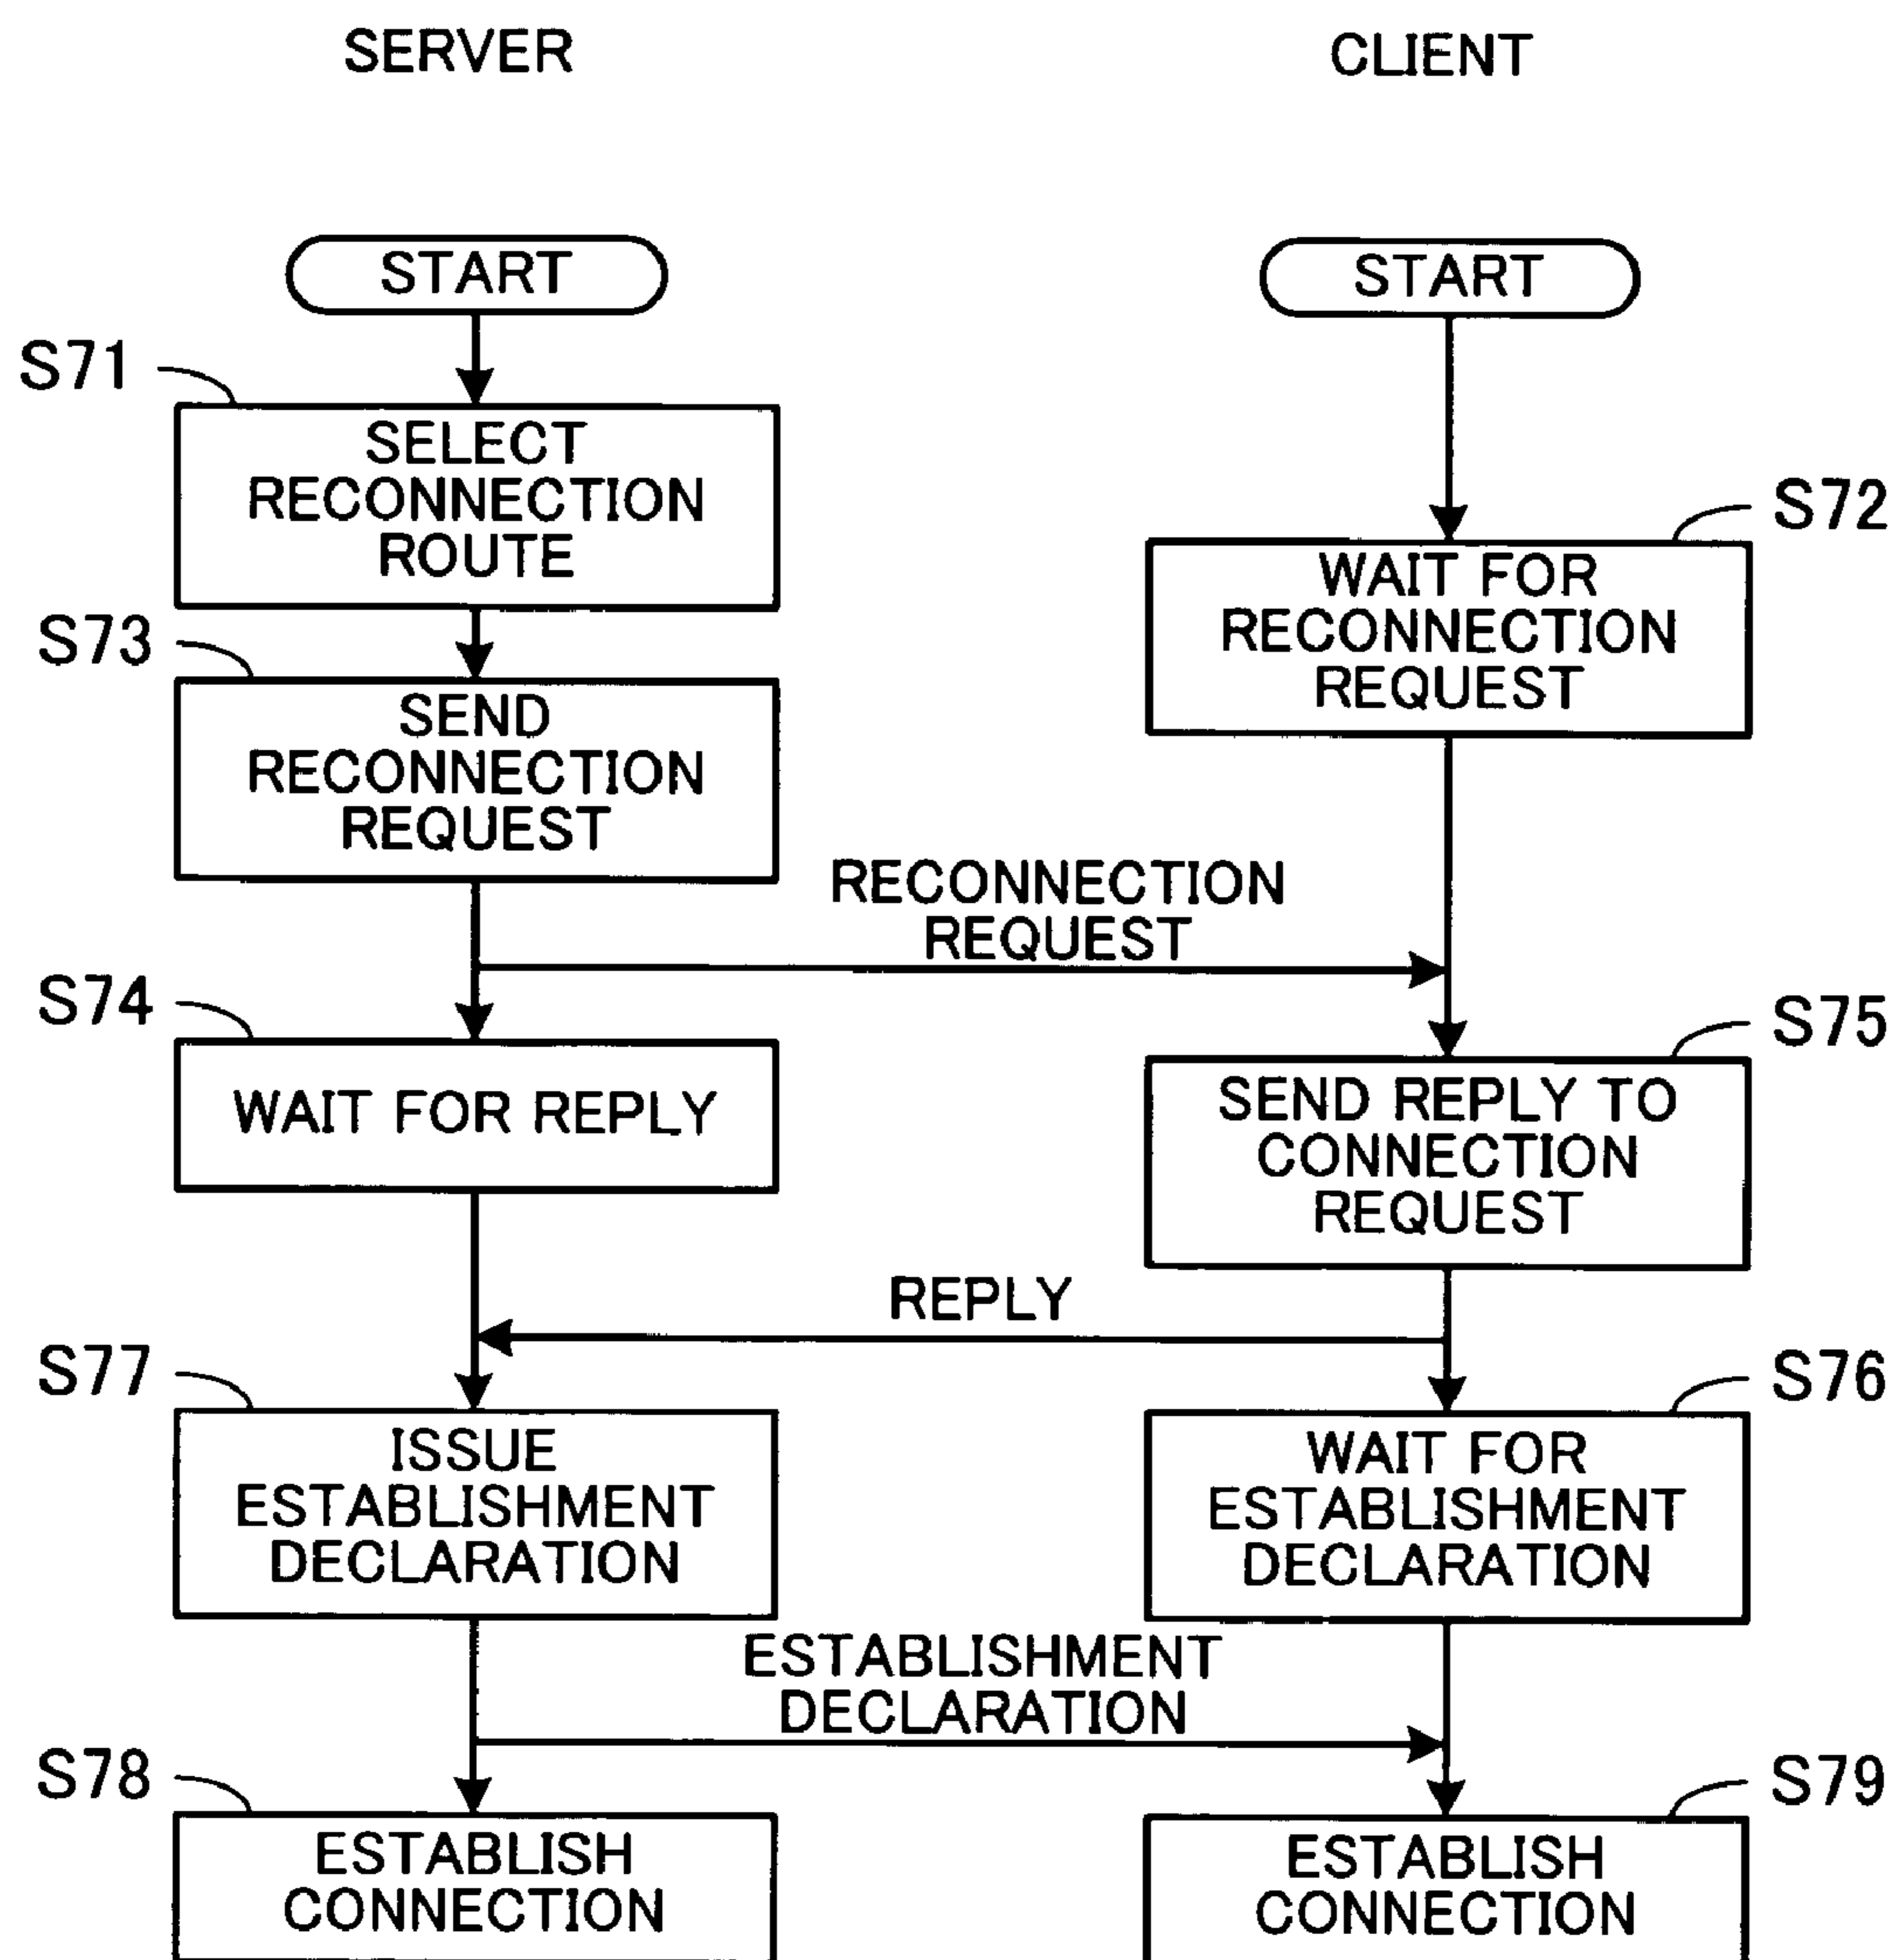 SERVER
CLIENT
START
START
S71
SELECT
RECONNECTION
ROUTE
S72
WAIT FOR
RECONNECTION
REQUEST
S73
SEND
RECONNECTION
REQUEST
RECONNECTION
REQUEST
S74
WAIT FOR REPLY
S75
SEND REPLY TO
CONNECTION
REQUEST
REPLY
S77
ISSUE
ESTABLISHMENT
DECLARATION
S76
WAIT FOR
ESTABLISHMENT
DECLARATION
ESTABLISHMENT
DECLARATION
S78
ESTABLISH
CONNECTION
S79
ESTABLISH
CONNECTION